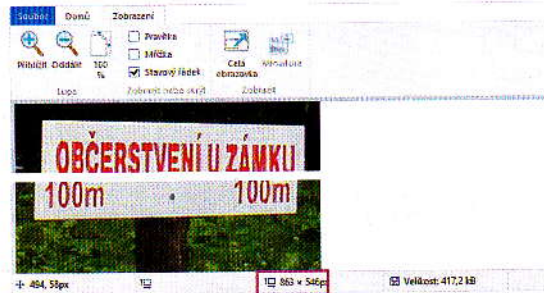 Soubor Domů Zobrazení
Přiblížit Oddálit 100 %
Pravítka
Mřížka
Stavový řádek
Celá obrazovka
Miniatura
Lupa Zobrazit nebo skrýt Zobrazit
OBČERSTVENÍ U ZÁMKU
100m 100m
494, 58px 863 × 546px Velikost: 417,2 kB